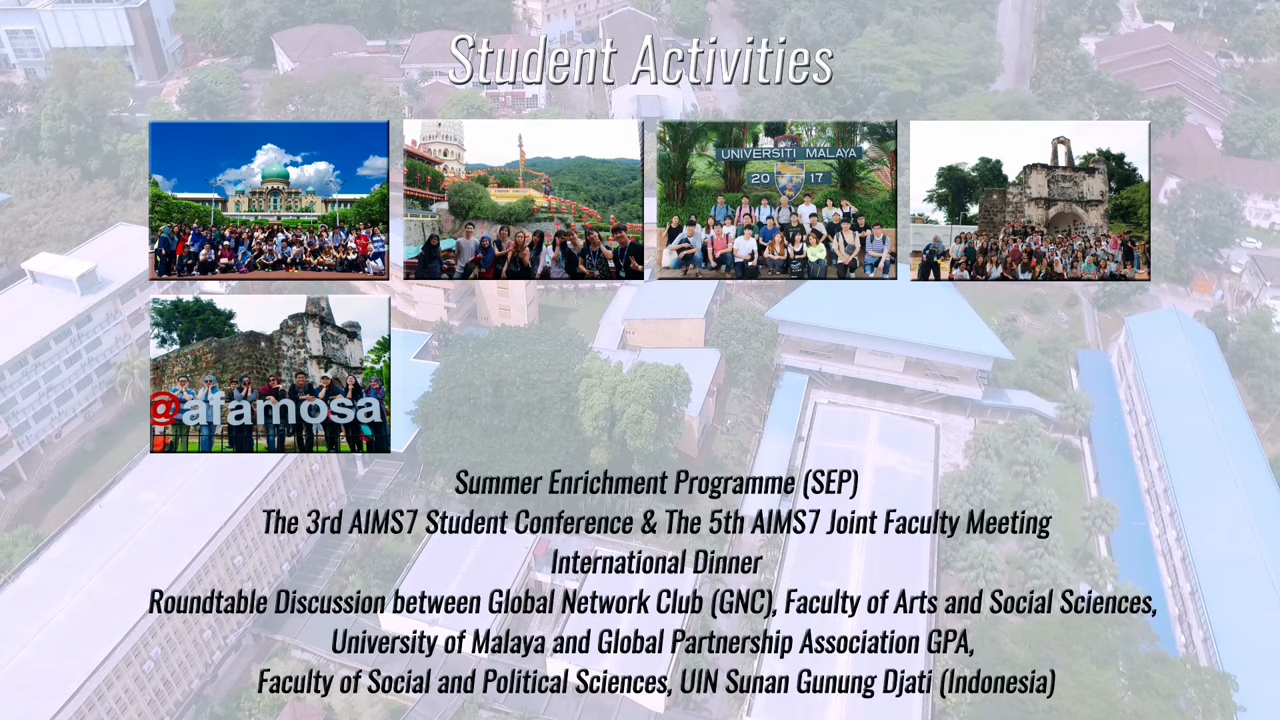 Student Activities
UNIVERSITI MALAYA
20 17
@afamosa
Summer Enrichment Programme (SEP)
The 3rd AIMS7 Student Conference & The 5th AIMS7 Joint Faculty Meeting
International Dinner
Roundtable Discussion between Global Network Club (GNC), Faculty of Arts and Social Sciences,
University of Malaya and Global Partnership Association GPA,
Faculty of Social and Political Sciences, UIN Sunan Gunung Djati (Indonesia)